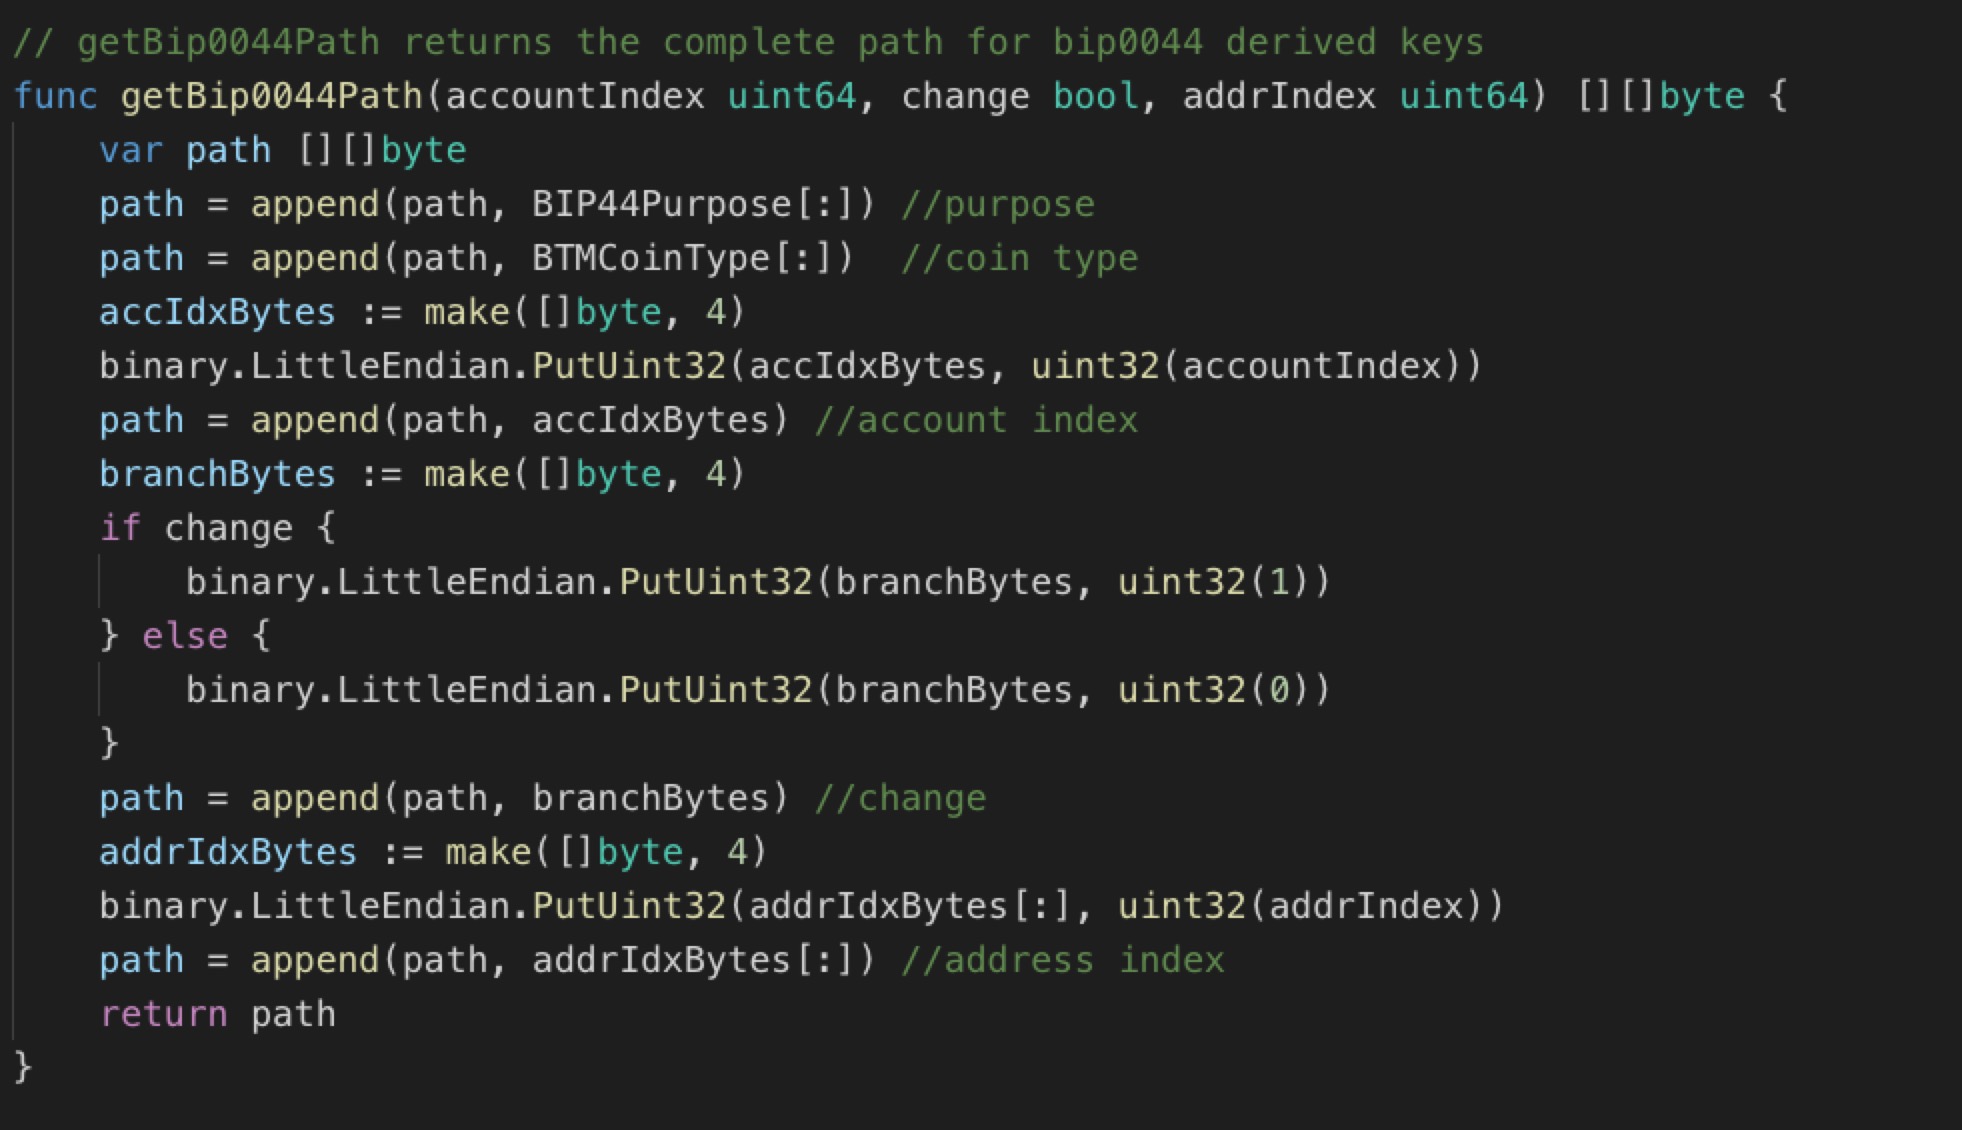 // getBip0044Path returns the complete path for bip0044 derived keys
func getBip0044Path(accountIndex uint64, change bool, addrIndex uint64) [][]byte {
    var path [][]byte
    path = append(path, BIP44Purpose[:]) //purpose
    path = append(path, BTMCoinType[:])  //coin type
    accIdxBytes := make([]byte, 4)
    binary.LittleEndian.PutUint32(accIdxBytes, uint32(accountIndex))
    path = append(path, accIdxBytes) //account index
    branchBytes := make([]byte, 4)
    if change {
        binary.LittleEndian.PutUint32(branchBytes, uint32(1))
    } else {
        binary.LittleEndian.PutUint32(branchBytes, uint32(0))
    }
    path = append(path, branchBytes) //change
    addrIdxBytes := make([]byte, 4)
    binary.LittleEndian.PutUint32(addrIdxBytes[:], uint32(addrIndex))
    path = append(path, addrIdxBytes[:]) //address index
    return path
}